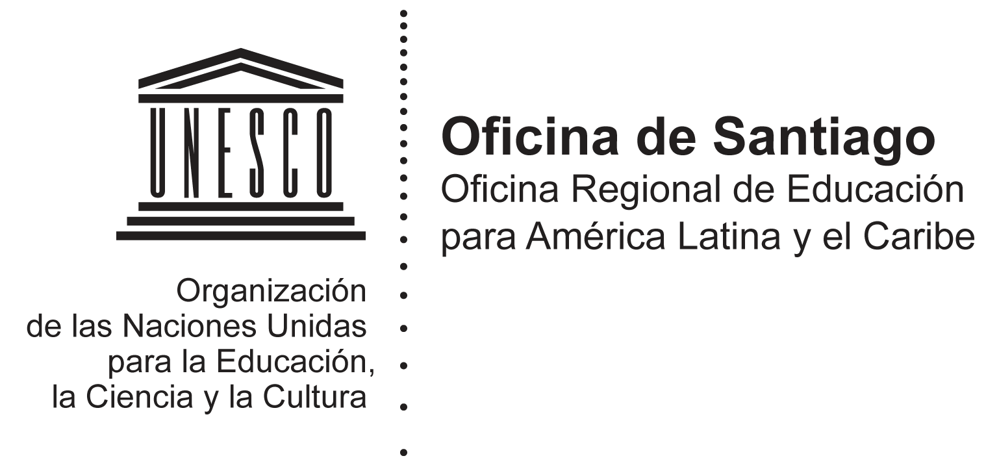 UNESCO
Organización
de las Naciones Unidas
para la Educación,
la Ciencia y la Cultura
Oficina de Santiago
Oficina Regional de Educación
para América Latina y el Caribe